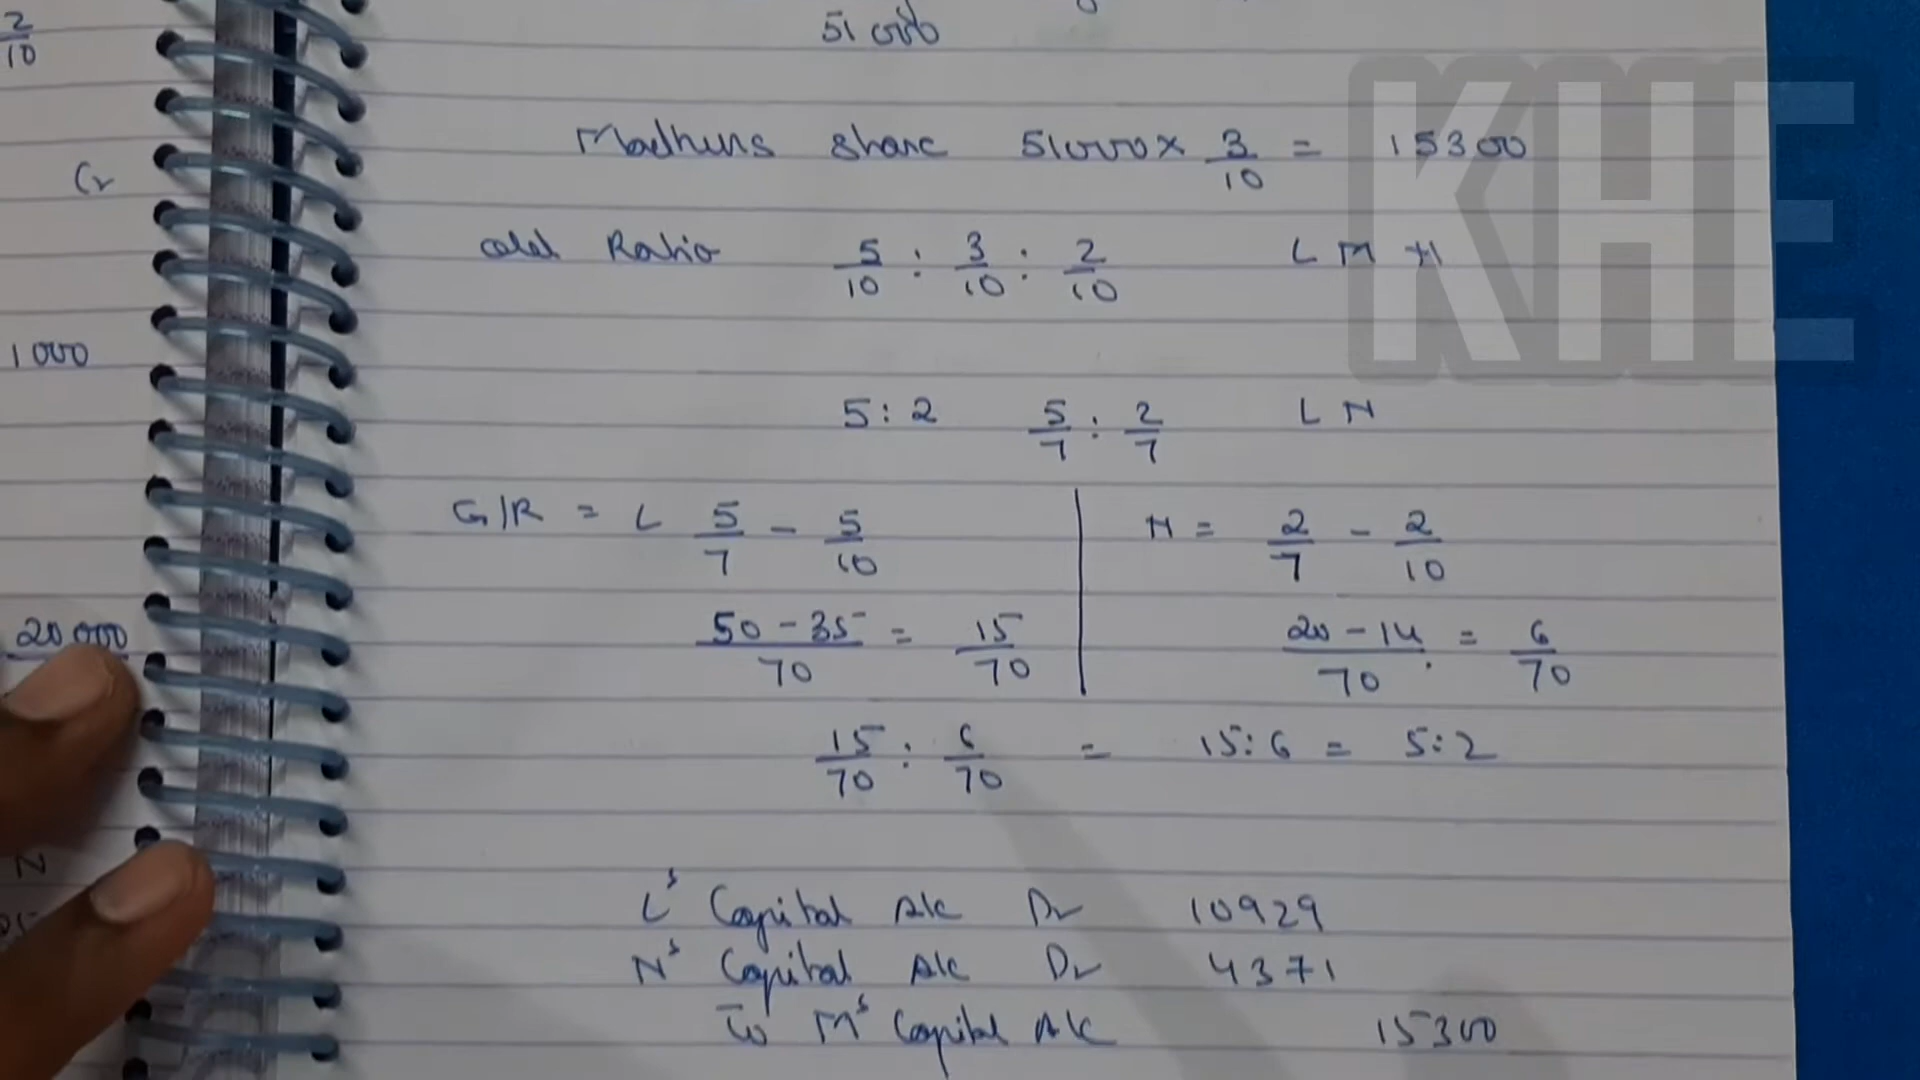 2/10
Cr
1000
20000
N
51000
Madhurs share 51000 × 3/10 = 15300
old Ratio 5/10 : 3/10 : 2/10 L M N
5:2 5/7 : 2/7 L N
G/R = L 5/7 - 5/10
50-35/70 = 15/70
N = 2/7 - 2/10
20-14/70 = 6/70
15/70 : 6/70 = 15:6 = 5:2
L's Capital A/c Dr 10929
N's Capital A/c Dr 4371
To M's Capital A/c 15300
KHE